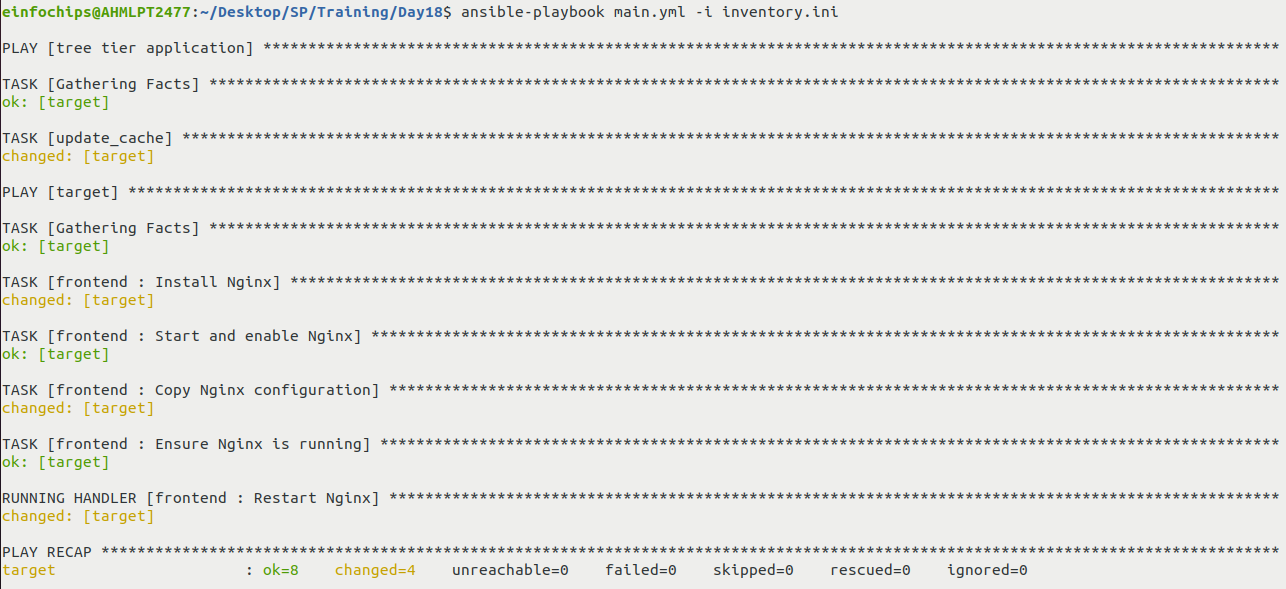 einfochips@AHMLPT2477:~/Desktop/SP/Training/Day18$ ansible-playbook main.yml -i inventory.ini
PLAY [tree tier application] *****************************************************************************************************************
TASK [Gathering Facts] ***********************************************************************************************************************
ok: [target]
TASK [update_cache] **************************************************************************************************************************
changed: [target]
PLAY [target] ********************************************************************************************************************************
TASK [Gathering Facts] ***********************************************************************************************************************
ok: [target]
TASK [frontend : Install Nginx] **************************************************************************************************************
changed: [target]
TASK [frontend : Start and enable Nginx] *****************************************************************************************************
ok: [target]
TASK [frontend : Copy Nginx configuration] ***************************************************************************************************
changed: [target]
TASK [frontend : Ensure Nginx is running] ****************************************************************************************************
ok: [target]
RUNNING HANDLER [frontend : Restart Nginx] ***************************************************************************************************
changed: [target]
PLAY RECAP ***********************************************************************************************************************************
target                     : ok=8    changed=4    unreachable=0    failed=0    skipped=0    rescued=0    ignored=0